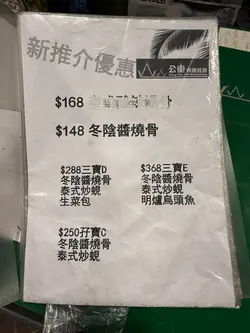 新推介優惠
公車
$168 骨
$148 冬陰醬燒骨
$288三寶D
冬陰醬燒骨
泰式炒蜆
生菜包
$368三寶E
冬陰醬燒骨
泰式炒蜆
明爐烏頭魚
$250孖寶C
冬陰醬燒骨
泰式炒蜆